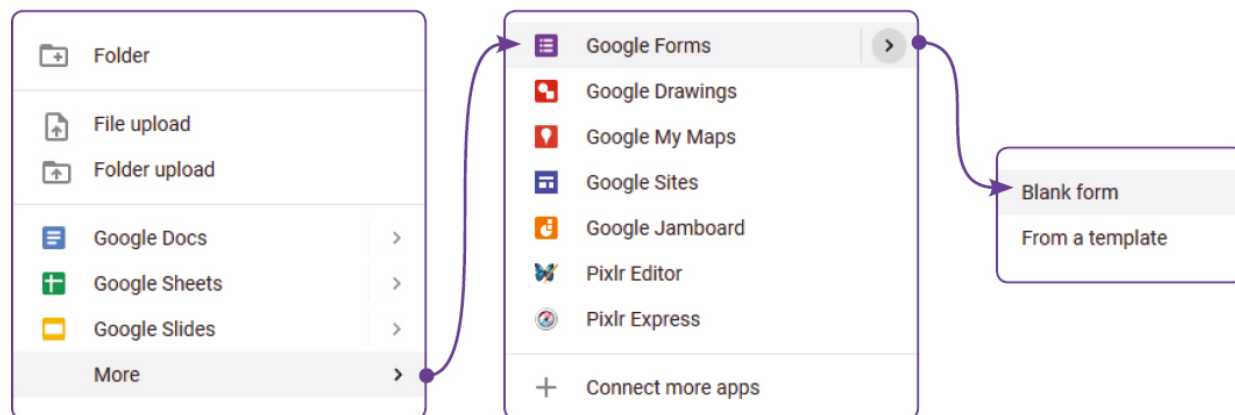 Folder
File upload
Folder upload
Google Docs
Google Sheets
Google Slides
More
Google Forms
Google Drawings
Google My Maps
Google Sites
Google Jamboard
Pixlr Editor
Pixlr Express
Connect more apps
Blank form
From a template